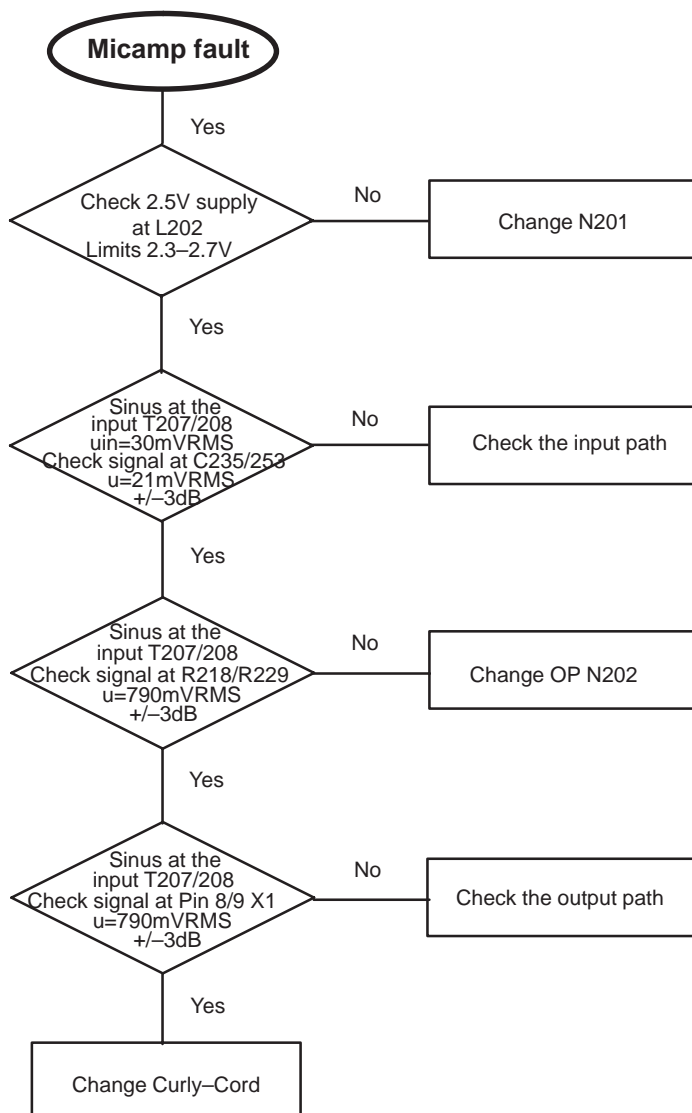 Micamp fault
Yes
Check 2.5V supply
at L202
Limits 2.3–2.7V
No
Change N201
Yes
Sinus at the
input T207/208
uin=30mVRMS
Check signal at C235/253
u=21mVRMS
+/–3dB
No
Check the input path
Yes
Sinus at the
input T207/208
Check signal at R218/R229
u=790mVRMS
+/–3dB
No
Change OP N202
Yes
Sinus at the
input T207/208
Check signal at Pin 8/9 X1
u=790mVRMS
+/–3dB
No
Check the output path
Yes
Change Curly–Cord